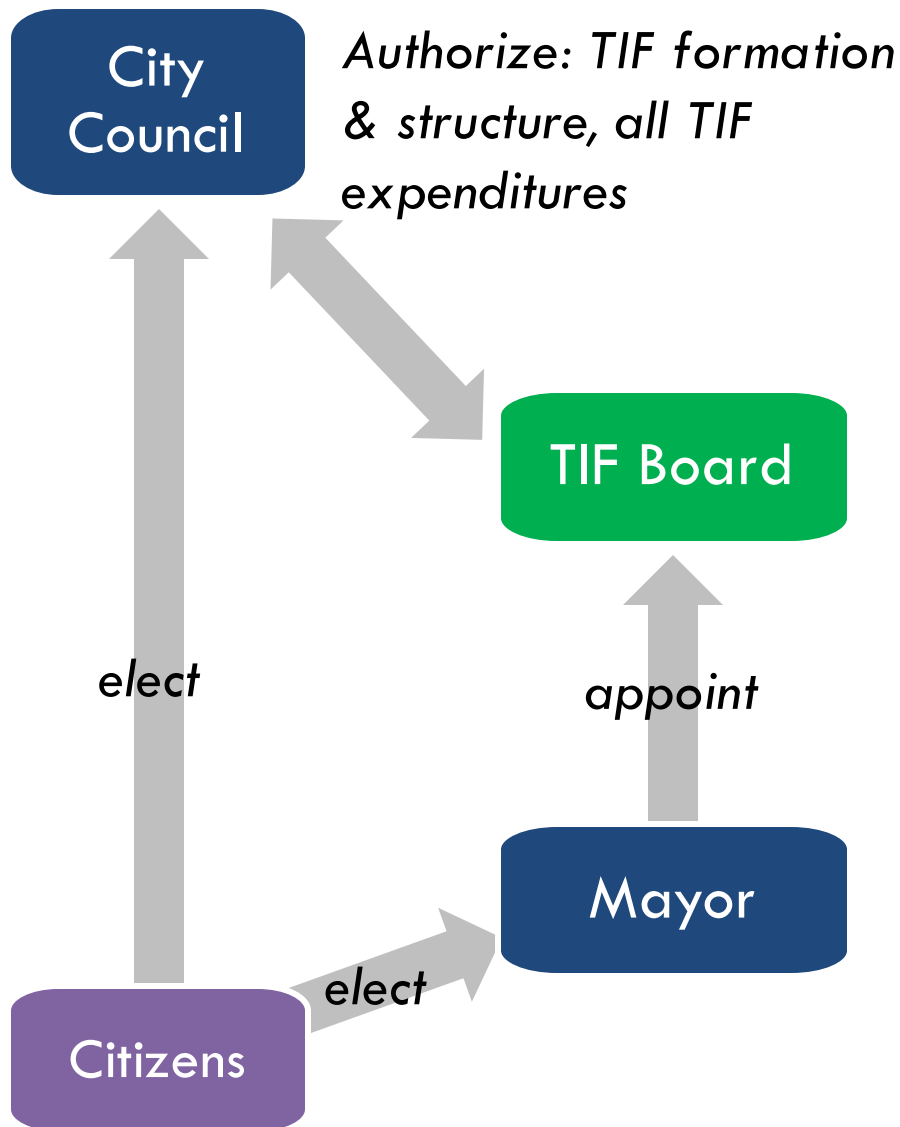 City
Council
Authorize: TIF formation
& structure, all TIF
expenditures
TIF Board
elect
appoint
Mayor
elect
Citizens